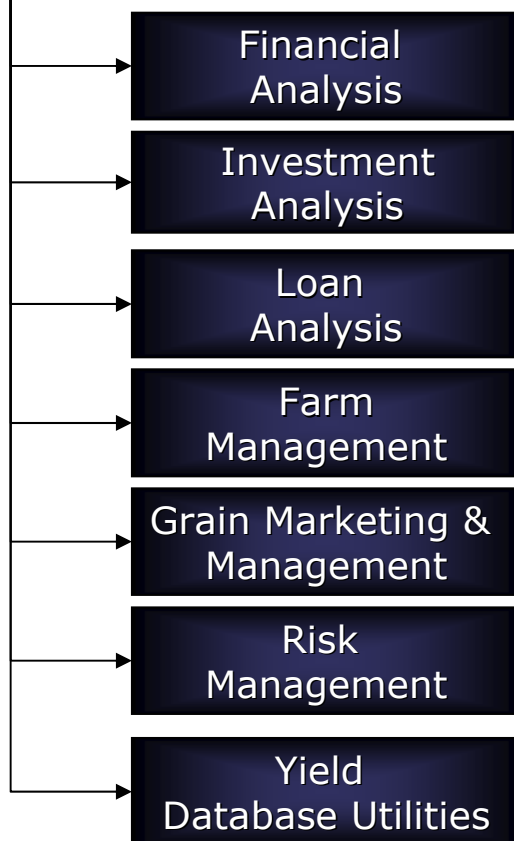 Financial
Analysis
Investment
Analysis
Loan
Analysis
Farm
Management
Grain Marketing &
Management
Risk
Management
Yield
Database Utilities